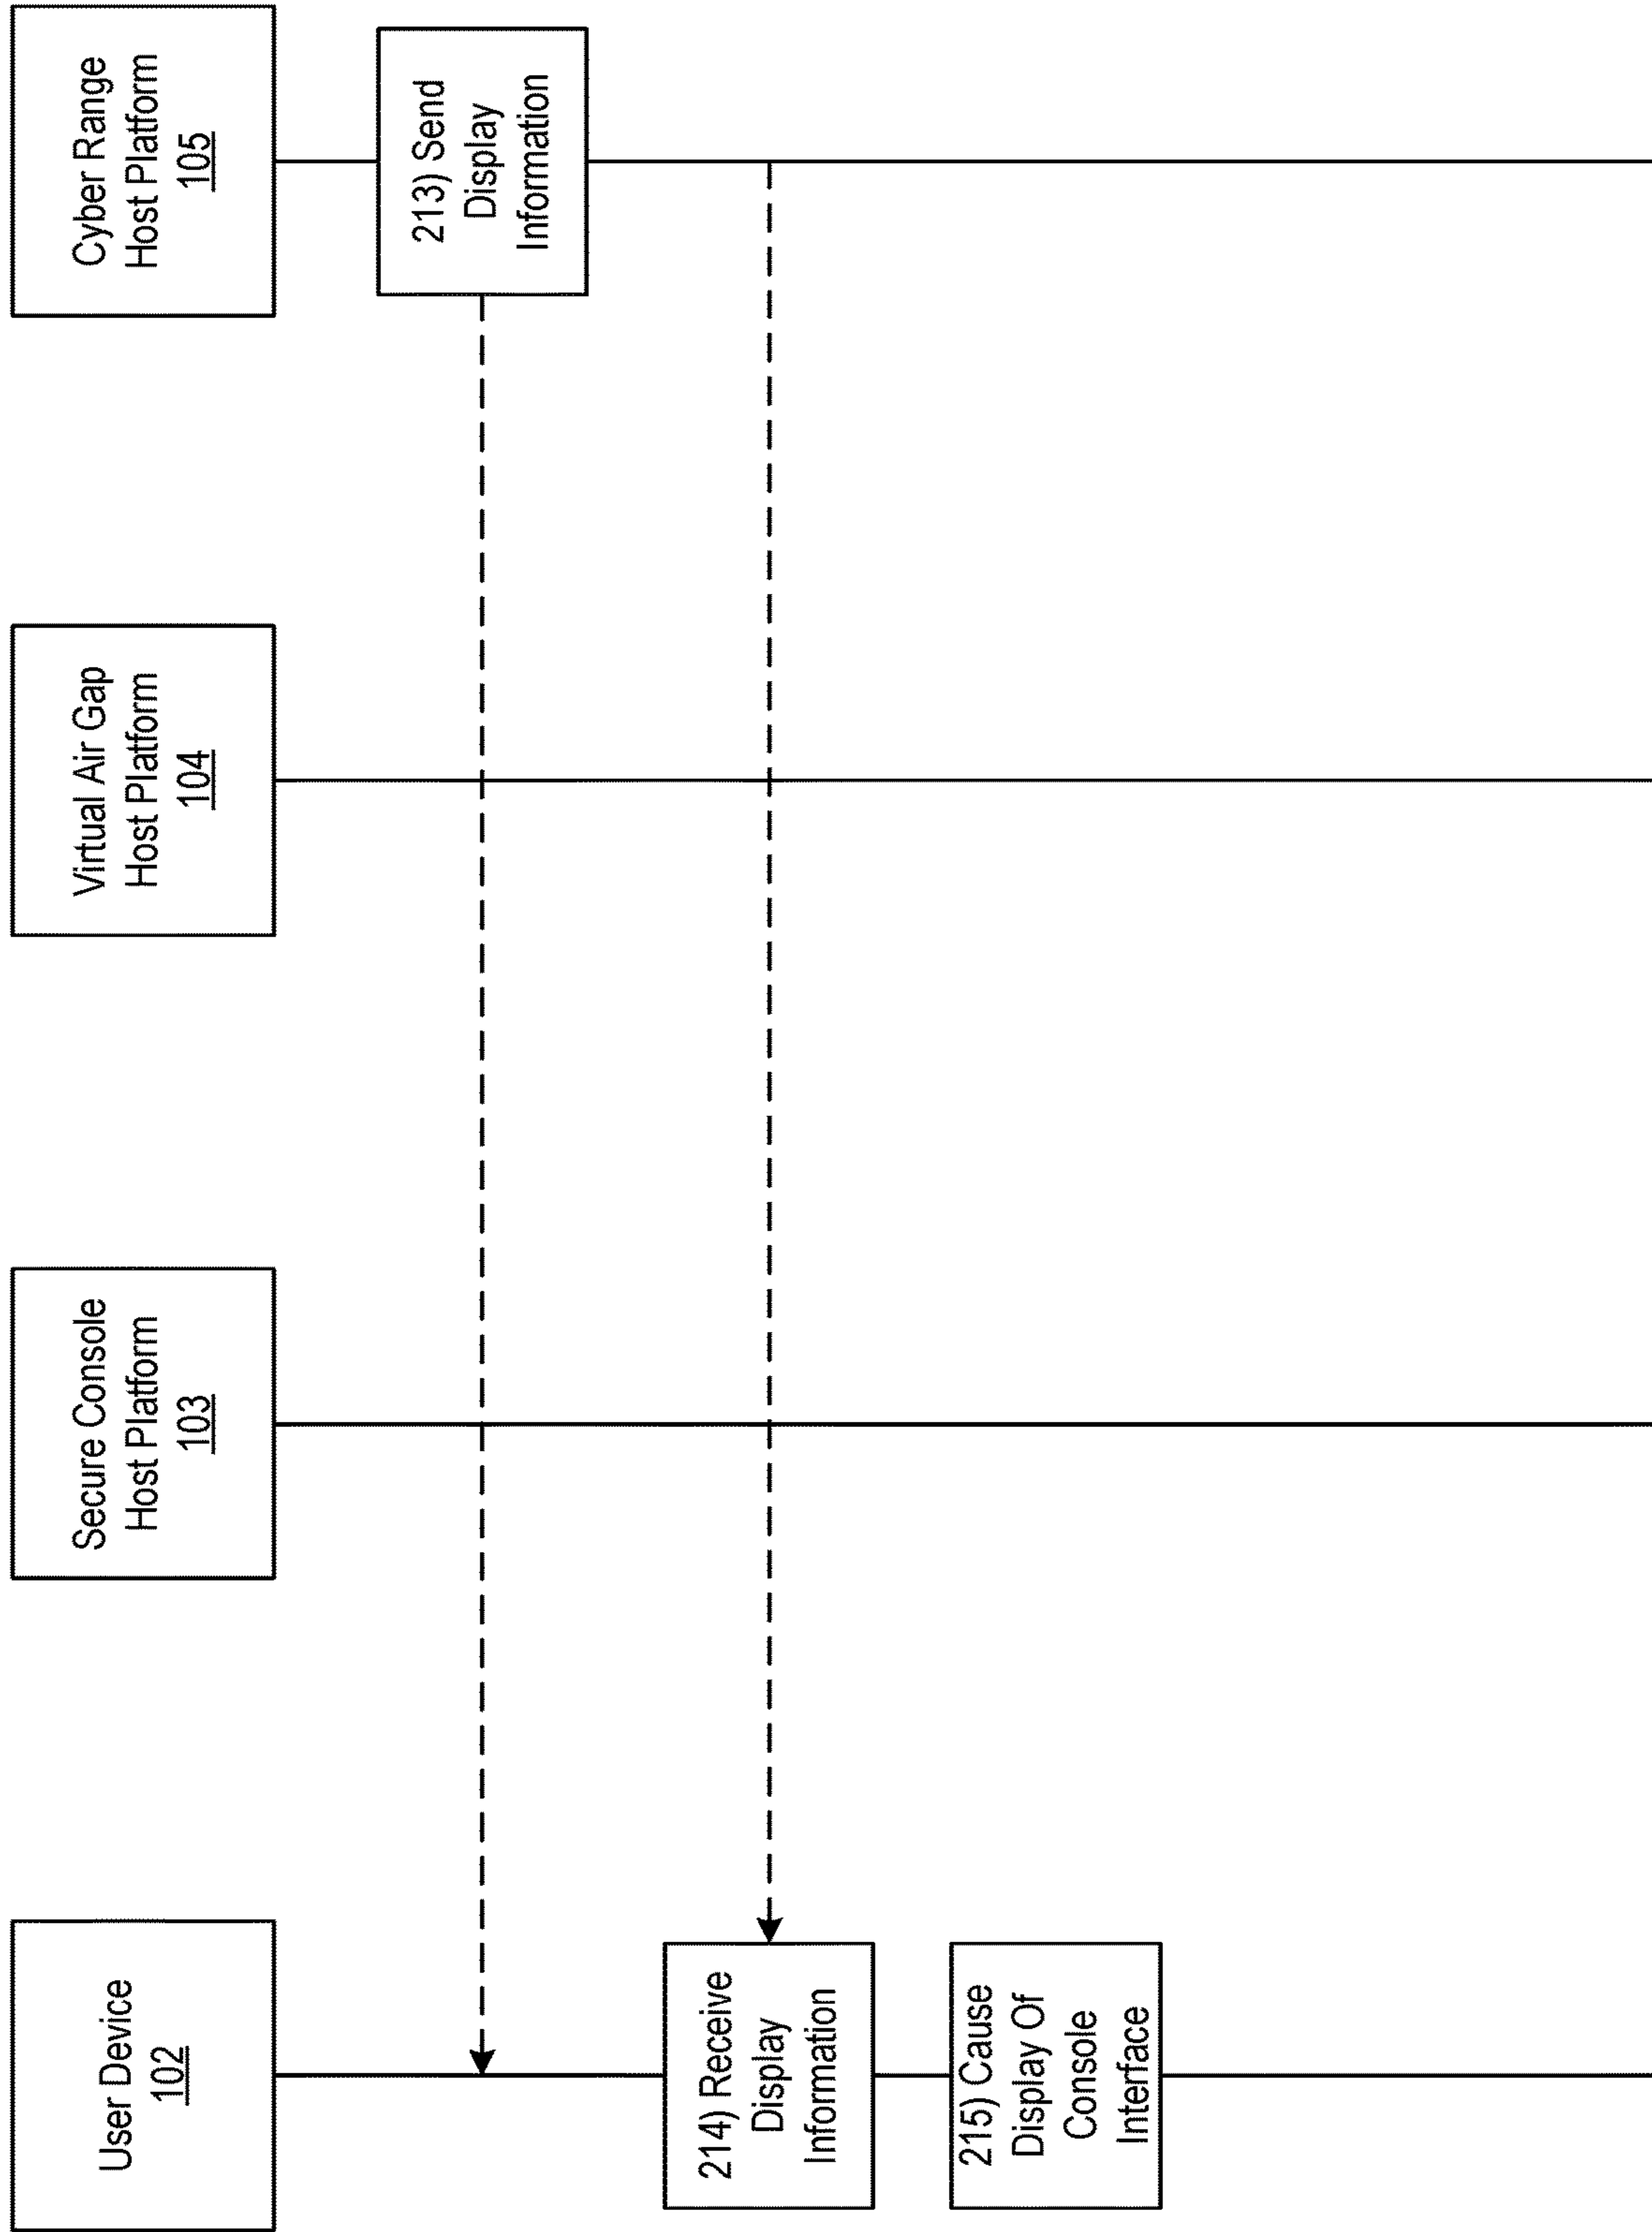 User Device
102
Secure Console
Host Platform
103
Virtual Air Gap
Host Platform
104
Cyber Range
Host Platform
105
213) Send
Display
Information
214) Receive
Display
Information
215) Cause
Display Of
Console
Interface